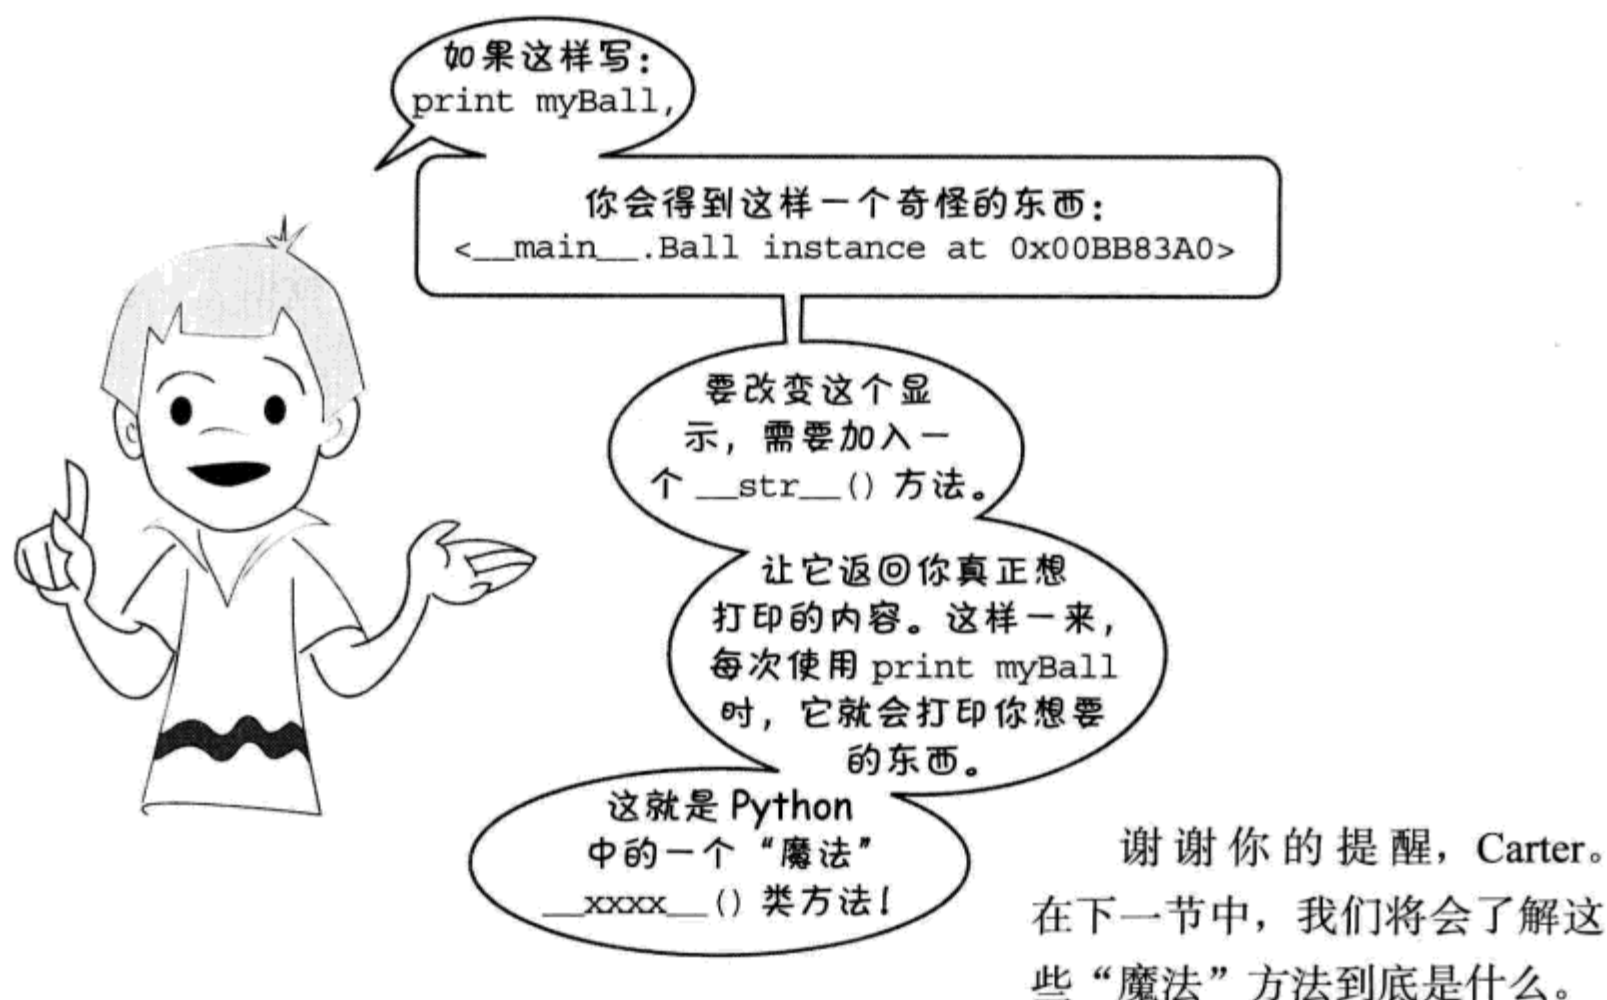 如果这样写：
print myBall,
你会得到这样一个奇怪的东西：
<__main__.Ball instance at 0x00BB83A0>
要改变这个显
示，需要加入一
个 __str__() 方法。
让它返回你真正想
打印的内容。这样一来，
每次使用 print myBall
时，它就会打印你想要
的东西。
这就是 Python
中的一个“魔法”
__xxxx__() 类方法！
谢谢你的提醒，Carter。
在下一节中，我们将会了解这
些“魔法”方法到底是什么。